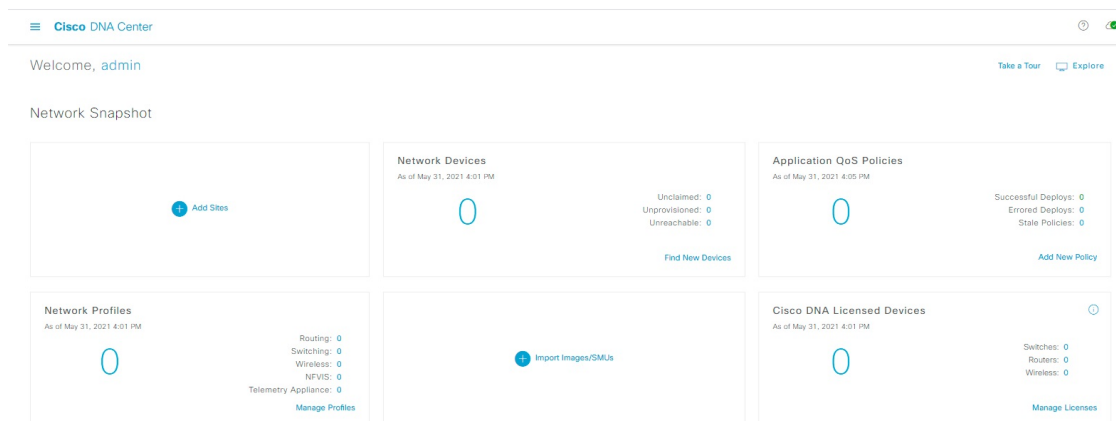 Cisco DNA Center
Welcome, admin
Take a Tour
Explore
Network Snapshot
Add Sites
Network Devices
As of May 31, 2021 4:01 PM
0
Unclaimed: 0
Unprovisioned: 0
Unreachable: 0
Find New Devices
Application QoS Policies
As of May 31, 2021 4:05 PM
0
Successful Deploys: 0
Errored Deploys: 0
Stale Policies: 0
Add New Policy
Network Profiles
As of May 31, 2021 4:01 PM
0
Routing: 0
Switching: 0
Wireless: 0
NFVIS: 0
Telemetry Appliance: 0
Manage Profiles
Import Images/SMUs
Cisco DNA Licensed Devices
As of May 31, 2021 4:01 PM
0
Switches: 0
Routers: 0
Wireless: 0
Manage Licenses